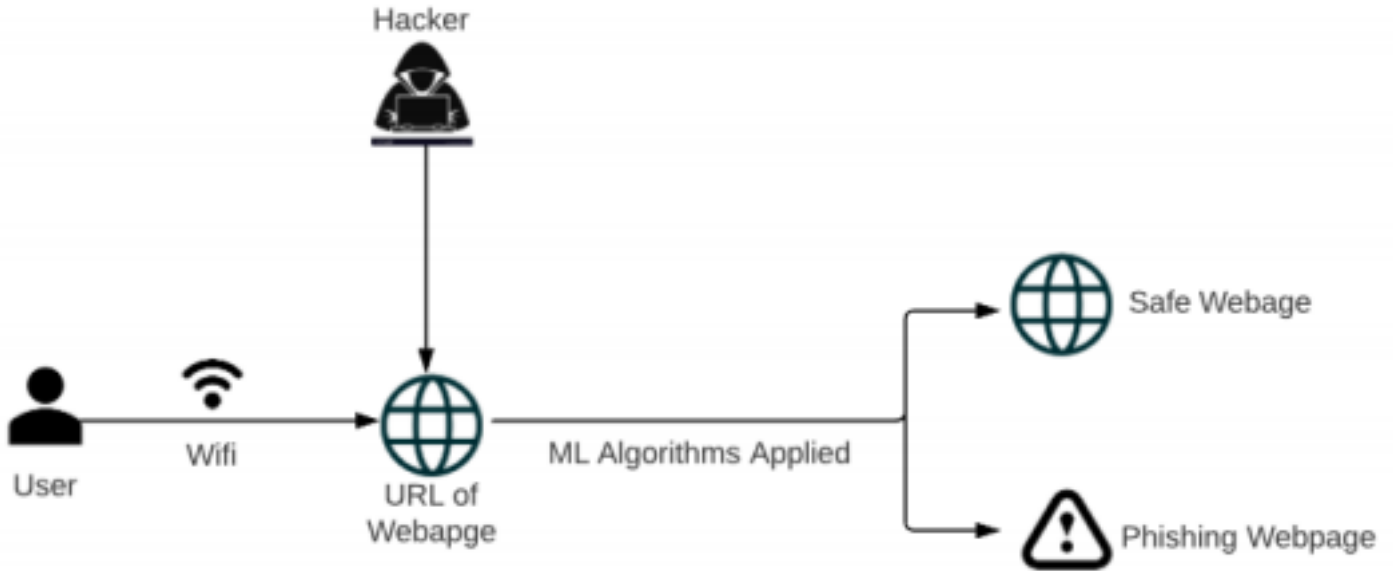 Hacker
Safe Webage
Wifi
ML Algorithms Applied
User
URL of
Webapge
Phishing Webpage